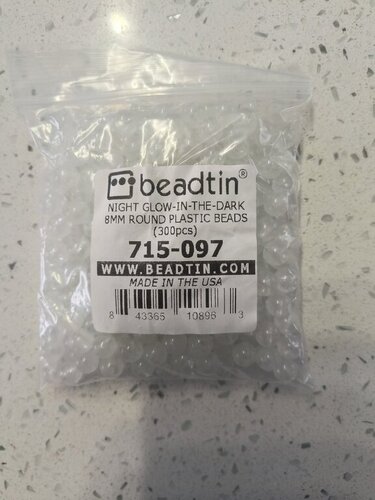 beadtin®
NIGHT GLOW-IN-THE-DARK
8MM ROUND PLASTIC BEADS
(300pcs)
715-097
WWW.BEADTIN.COM
MADE IN THE USA
8 43365 10896 3